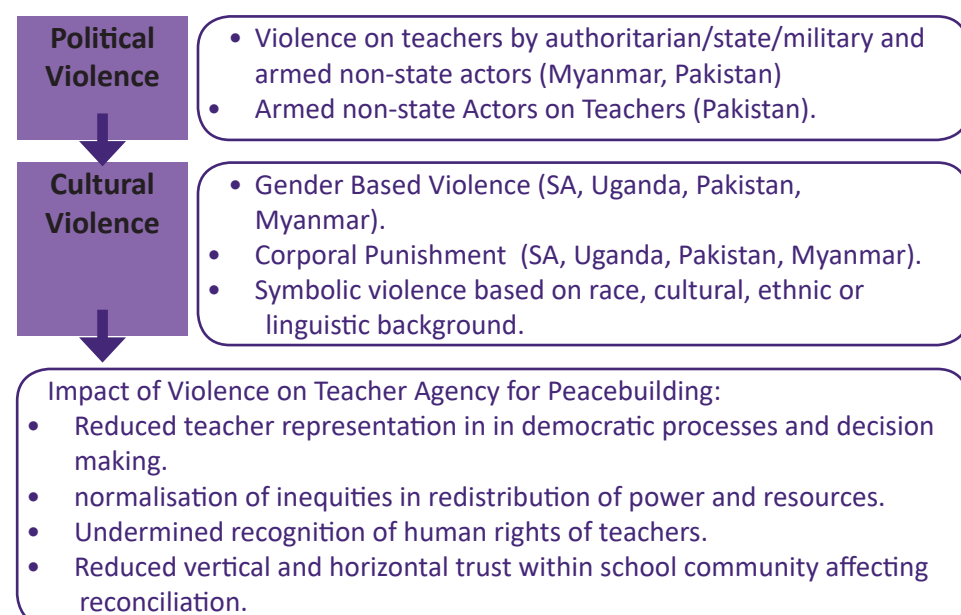 Political
Violence
• Violence on teachers by authoritarian/state/military and
armed non-state actors (Myanmar, Pakistan)
• Armed non-state Actors on Teachers (Pakistan).
Cultural
Violence
• Gender Based Violence (SA, Uganda, Pakistan,
Myanmar).
• Corporal Punishment (SA, Uganda, Pakistan, Myanmar).
• Symbolic violence based on race, cultural, ethnic or
linguistic background.
Impact of Violence on Teacher Agency for Peacebuilding:
• Reduced teacher representation in in democratic processes and decision
making.
• normalisation of inequities in redistribution of power and resources.
• Undermined recognition of human rights of teachers.
• Reduced vertical and horizontal trust within school community affecting
reconciliation.